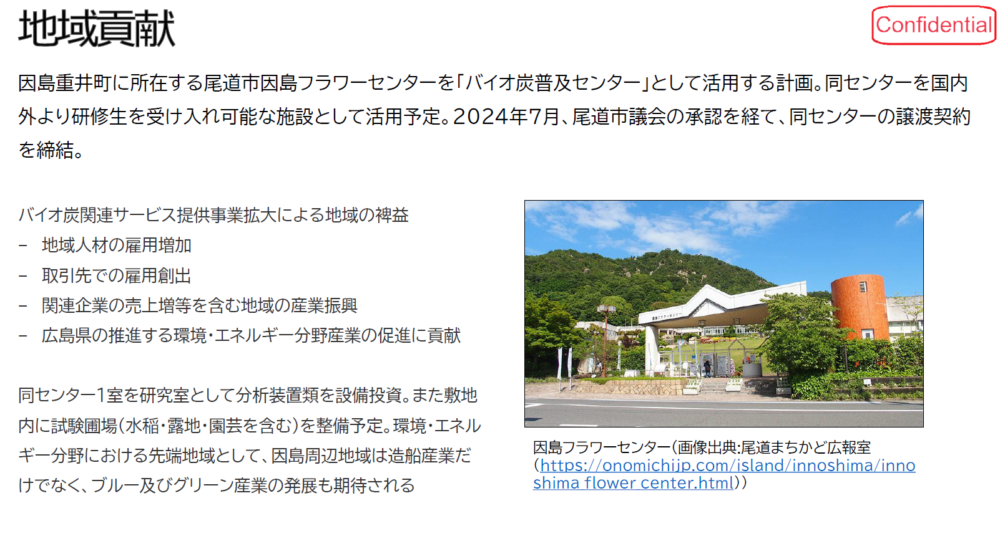 地域貢献
Confidential
因島重井町に所在する尾道市因島フラワーセンターを「バイオ炭普及センター」として活用する計画。同センターを国内
外より研修生を受け入れ可能な施設として活用予定。2024年7月、尾道市議会の承認を経て、同センターの譲渡契約
を締結。
バイオ炭関連サービス提供事業拡大による地域の裨益
– 地域人材の雇用増加
– 取引先での雇用創出
– 関連企業の売上増等を含む地域の産業振興
– 広島県の推進する環境・エネルギー分野産業の促進に貢献
同センター1室を研究室として分析装置類を設備投資。また敷地
内に試験圃場（水稲・露地・園芸を含む）を整備予定。環境・エネル
ギー分野における先端地域として、因島周辺地域は造船産業だ
けでなく、ブルー及びグリーン産業の発展も期待される
因島フラワーセンター
Flower
因島フラワーセンター（画像出典:尾道まちかど広報室
（https://onomichijp.com/island/innoshima/inno
shima_flower_center.html））